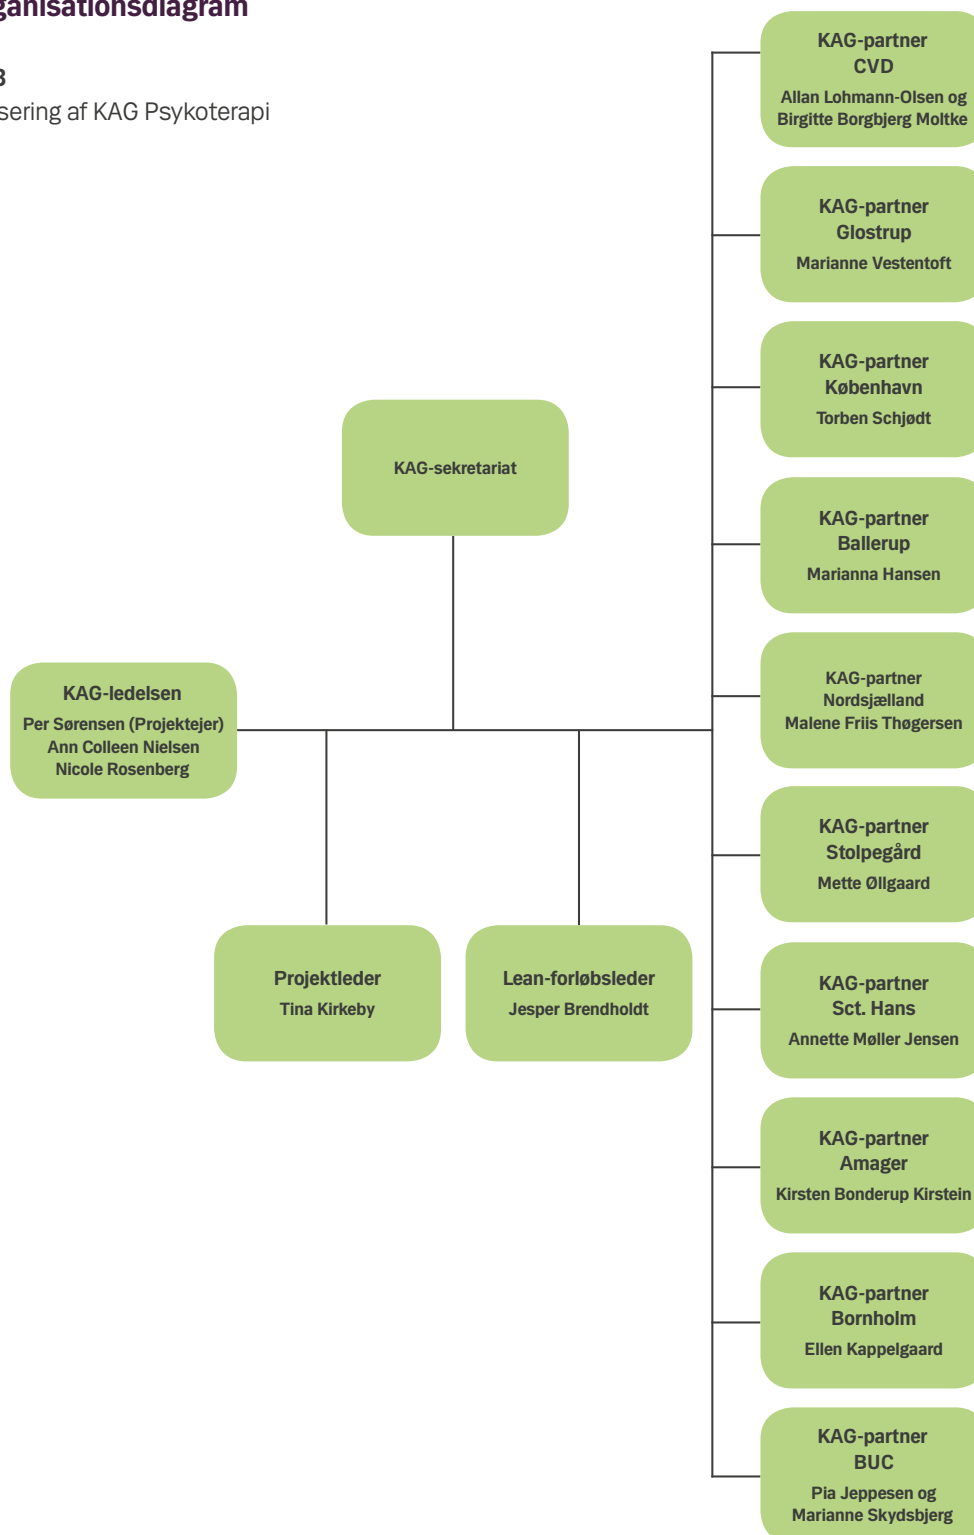 ganisationsdiagram
3
sering af KAG Psykoterapi
KAG-sekretariat
KAG-ledelsen
Per Sørensen (Projektejer)
Ann Colleen Nielsen
Nicole Rosenberg
Projektleder
Tina Kirkeby
Lean-forløbsleder
Jesper Brendholdt
KAG-partner
CVD
Allan Lohmann-Olsen og
Birgitte Borgbjerg Moltke
KAG-partner
Glostrup
Marianne Vestentoft
KAG-partner
København
Torben Schjødt
KAG-partner
Ballerup
Marianna Hansen
KAG-partner
Nordsjælland
Malene Friis Thøgersen
KAG-partner
Stolpegård
Mette Øllgaard
KAG-partner
Sct. Hans
Annette Møller Jensen
KAG-partner
Amager
Kirsten Bonderup Kirstein
KAG-partner
Bornholm
Ellen Kappelgaard
KAG-partner
BUC
Pia Jeppesen og
Marianne Skydsbjerg